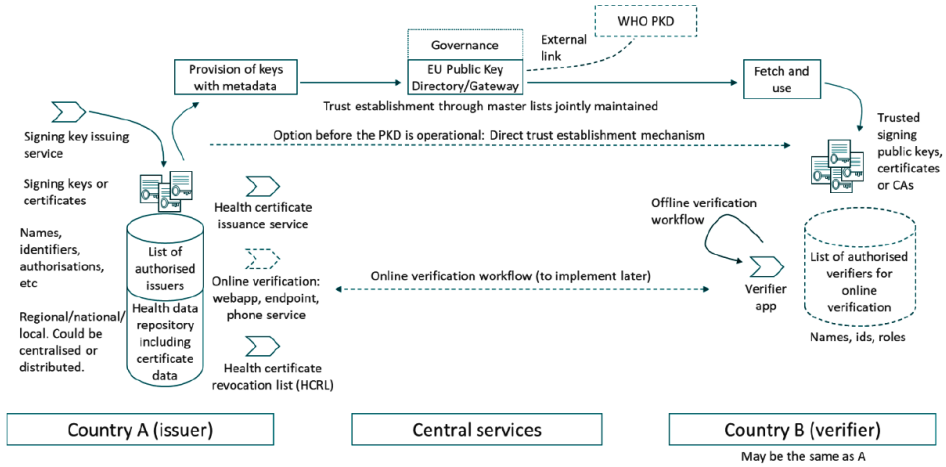 WHO PKD
Governance
External
link
EU Public Key
Directory/Gateway
Provision of keys
with metadata
Fetch and
use
Trust establishment through master lists jointly maintained
Signing key issuing
service
Option before the PKD is operational: Direct trust establishment mechanism
Trusted
signing
public keys,
certificates
or CAs
Signing keys or
certificates
Health certificate
issuance service
Offline verification
workflow
Names,
identifiers,
authorisations,
etc
List of
authorised
issuers
Online verification:
webapp, endpoint,
phone service
Online verification workflow (to implement later)
Verifier
app
List of authorised
verifiers for
online
verification
Regional/national/
local. Could be
centralised or
distributed.
Health data
repository
including
certificate
data
Names, ids, roles
Health certificate
revocation list (HCRL)
Country A (issuer)
Central services
Country B (verifier)
May be the same as A